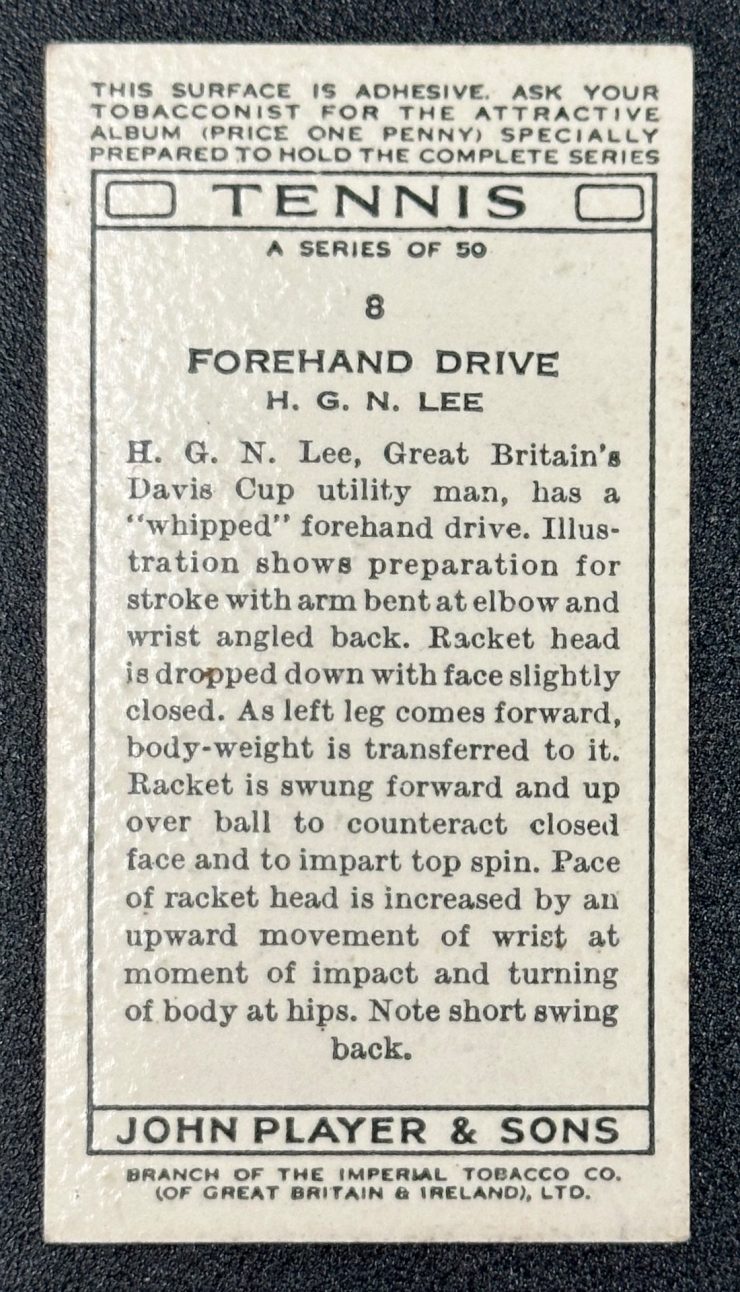 THIS SURFACE IS ADHESIVE. ASK YOUR
TOBACCONIST FOR THE ATTRACTIVE
ALBUM (PRICE ONE PENNY) SPECIALLY
PREPARED TO HOLD THE COMPLETE SERIES
TENNIS
A SERIES OF 50
8
FOREHAND DRIVE
H. G. N. LEE
H. G. N. Lee, Great Britain's
Davis Cup utility man, has a
"whipped" forehand drive. Illus-
tration shows preparation for
stroke with arm bent at elbow and
wrist angled back. Racket head
is dropped down with face slightly
closed. As left leg comes forward,
body-weight is transferred to it.
Racket is swung forward and up
over ball to counteract closed
face and to impart top spin. Pace
of racket head is increased by an
upward movement of wrist at
moment of impact and turning
of body at hips. Note short swing
back.
JOHN PLAYER & SONS
BRANCH OF THE IMPERIAL TOBACCO CO.
(OF GREAT BRITAIN & IRELAND), LTD.